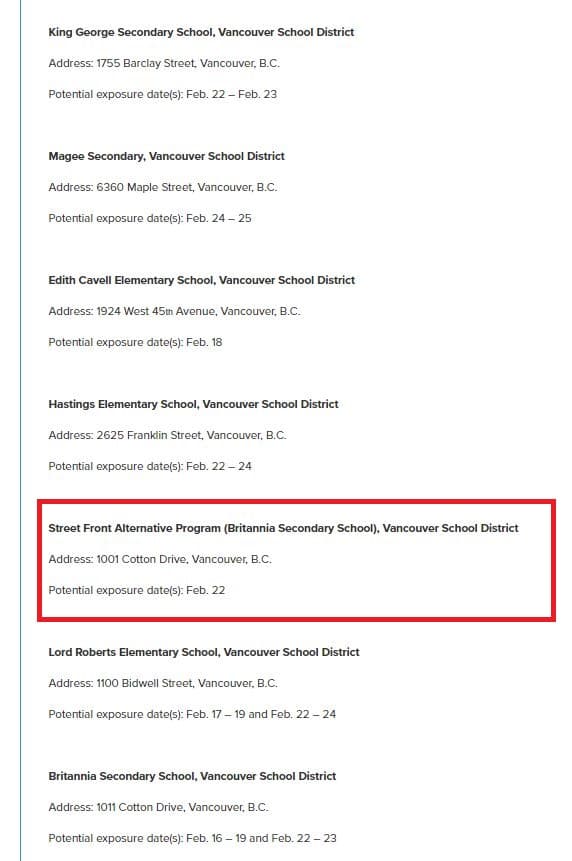 King George Secondary School, Vancouver School District
Address: 1755 Barclay Street, Vancouver, B.C.
Potential exposure date(s): Feb. 22 – Feb. 23
Magee Secondary, Vancouver School District
Address: 6360 Maple Street, Vancouver, B.C.
Potential exposure date(s): Feb. 24 – 25
Edith Cavell Elementary School, Vancouver School District
Address: 1924 West 45th Avenue, Vancouver, B.C.
Potential exposure date(s): Feb. 18
Hastings Elementary School, Vancouver School District
Address: 2625 Franklin Street, Vancouver, B.C.
Potential exposure date(s): Feb. 22 – 24
Street Front Alternative Program (Britannia Secondary School), Vancouver School District
Address: 1001 Cotton Drive, Vancouver, B.C.
Potential exposure date(s): Feb. 22
Lord Roberts Elementary School, Vancouver School District
Address: 1100 Bidwell Street, Vancouver, B.C.
Potential exposure date(s): Feb. 17 – 19 and Feb. 22 – 24
Britannia Secondary School, Vancouver School District
Address: 1011 Cotton Drive, Vancouver, B.C.
Potential exposure date(s): Feb. 16 – 19 and Feb. 22 – 23